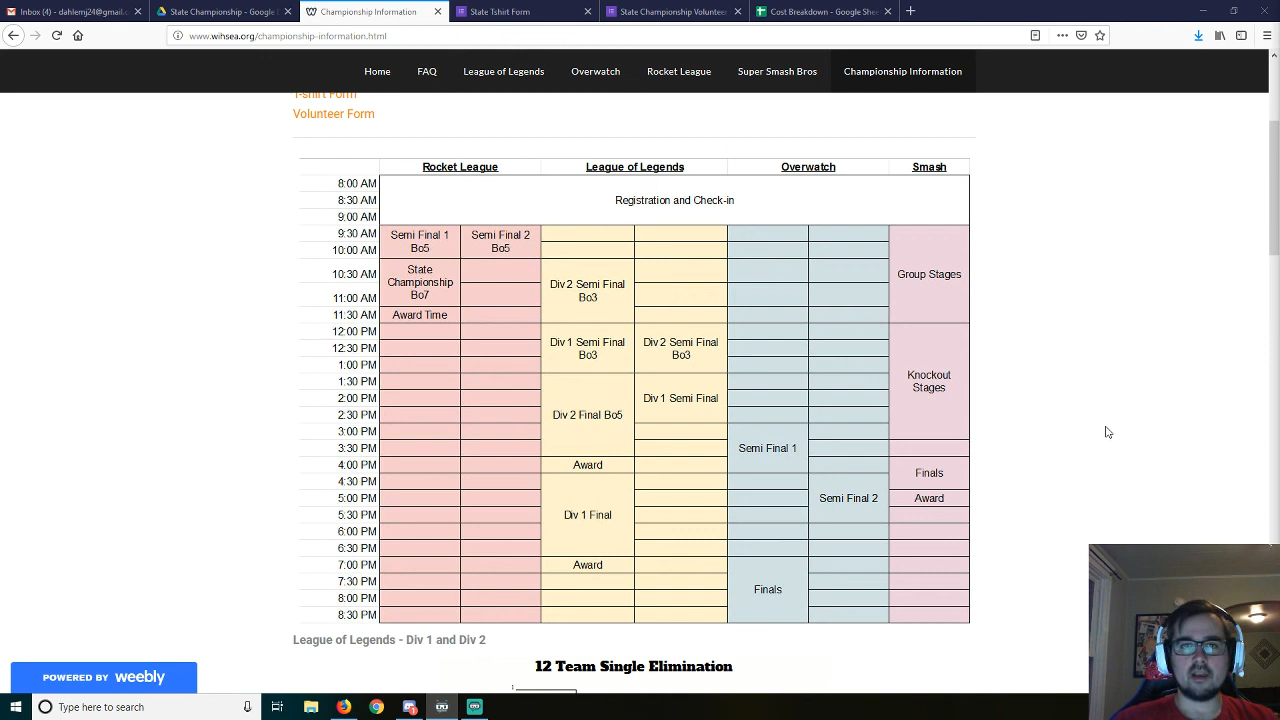 Inbox (4) - dahlemj24@gmail.
State Championship - Google
Championship Information
State Tshirt Form
State Championship Voluntee
Cost Breakdown - Google Shee
www.wihsea.org/championship-information.html
Home
FAQ
League of Legends
Overwatch
Rocket League
Super Smash Bros
Championship Information
T-shirt Form
Volunteer Form
Rocket League
League of Legends
Overwatch
Smash
8:00 AM
8:30 AM
9:00 AM
Registration and Check-in
9:30 AM
10:00 AM
10:30 AM
11:00 AM
11:30 AM
12:00 PM
12:30 PM
1:00 PM
1:30 PM
2:00 PM
2:30 PM
3:00 PM
3:30 PM
4:00 PM
4:30 PM
5:00 PM
5:30 PM
6:00 PM
6:30 PM
7:00 PM
7:30 PM
8:00 PM
8:30 PM
Semi Final 1
Bo5
State
Championship
Bo7
Award Time
Semi Final 2
Bo5
Div 2 Semi Final
Bo3
Div 1 Semi Final
Bo3
Div 2 Final Bo5
Award
Div 1 Final
Award
Div 2 Semi Final
Bo3
Div 1 Semi Final
Semi Final 1
Finals
Semi Final 2
Group Stages
Knockout
Stages
Finals
Award
League of Legends - Div 1 and Div 2
12 Team Single Elimination
POWERED BY weebly
Type here to search